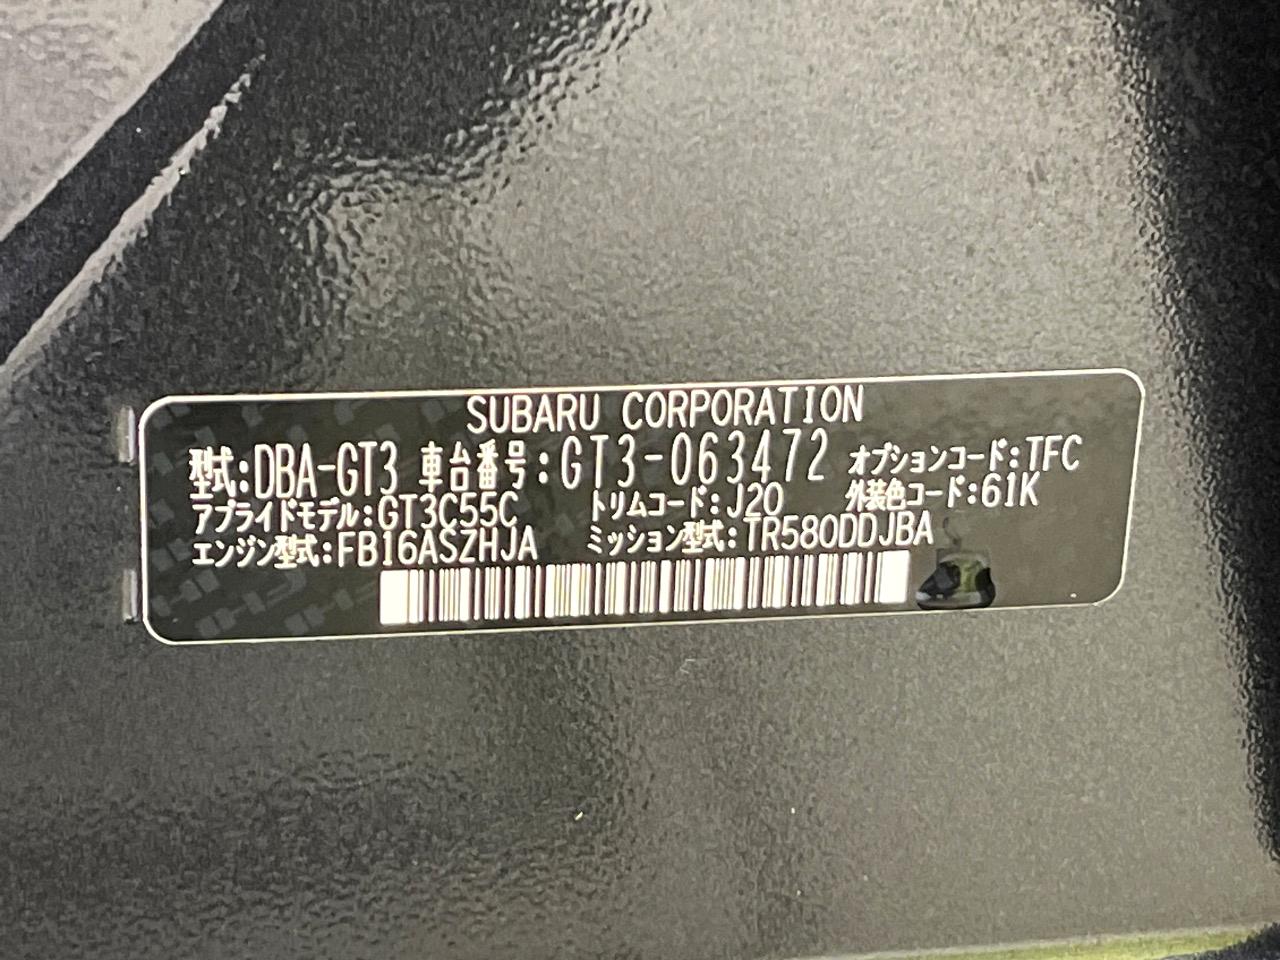 SUBARU CORPORATION
型式:DBA-GT3 車台番号:GT3-063472 オプションコード:TFC
アプライドモデル:GT3C55C トリムコード:J20 外装色コード:61K
エンジン型式:FB16ASZHJA ミッション型式:TR580DDJBA